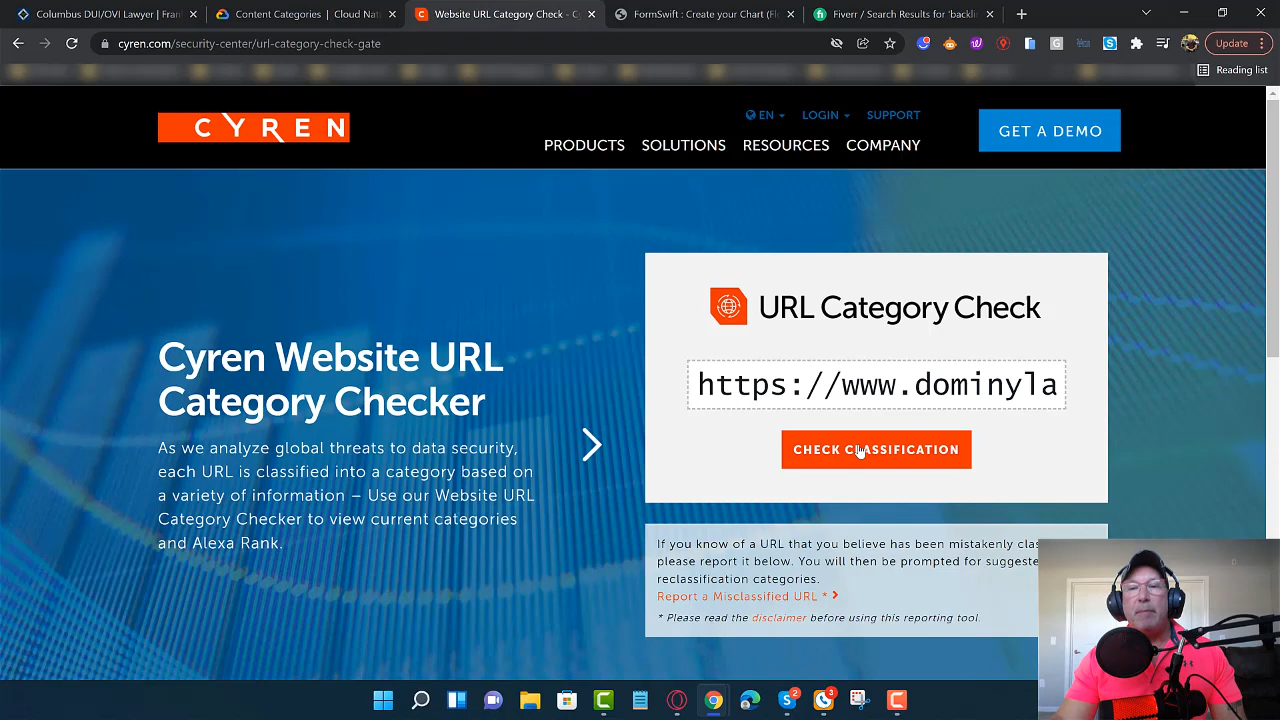 Columbus DUI/OVI Lawyer | Fran
Content Categories | Cloud Nat
Website URL Category Check - C
FormSwift : Create your Chart (Fl
Fiverr / Search Results for 'backlin
cyren.com/security-center/url-category-check-gate
Update
Reading list
CYREN
EN
LOGIN
SUPPORT
PRODUCTS
SOLUTIONS
RESOURCES
COMPANY
GET A DEMO
Cyren Website URL
Category Checker
As we analyze global threats to data security,
each URL is classified into a category based on
a variety of information – Use our Website URL
Category Checker to view current categories
and Alexa Rank.
URL Category Check
https://www.dominyla
CHECK CLASSIFICATION
If you know of a URL that you believe has been mistakenly clas
please report it below. You will then be prompted for suggeste
reclassification categories.
Report a Misclassified URL *
* Please read the disclaimer before using this reporting tool.
2
3